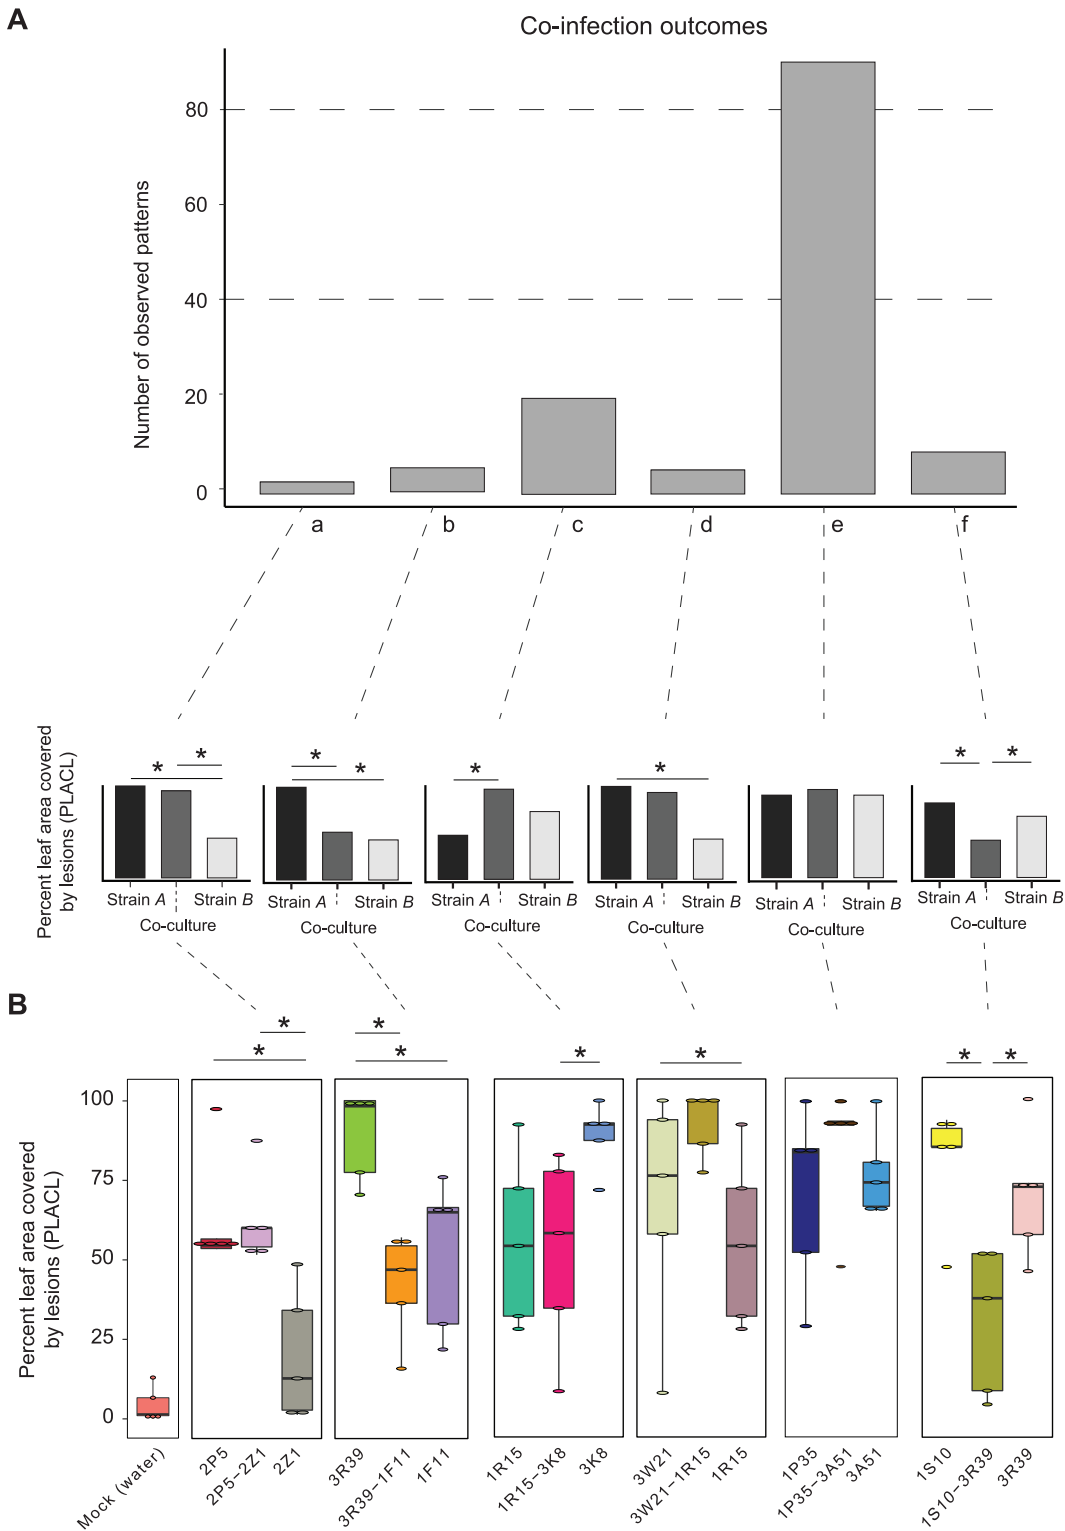 A
Co-infection outcomes
Number of observed patterns
80
60
40
20
0
a b c d e f
Percent leaf area covered
by lesions (PLACL)
* * * * * * * *
Strain A Strain B Strain A Strain B Strain A Strain B Strain A Strain B Strain A Strain B Strain A Strain B
Co-culture Co-culture Co-culture Co-culture Co-culture Co-culture
B
* * * * * * * *
Percent leaf area covered
by lesions (PLACL)
100
75
50
25
0
Mock (water)
2P5
2P5−2Z1
2Z1
3R39
3R39−1F11
1F11
1R15
1R15−3K8
3K8
3W21
3W21−1R15
1R15
1P35
1P35−3A51
3A51
1S10
1S10−3R39
3R39